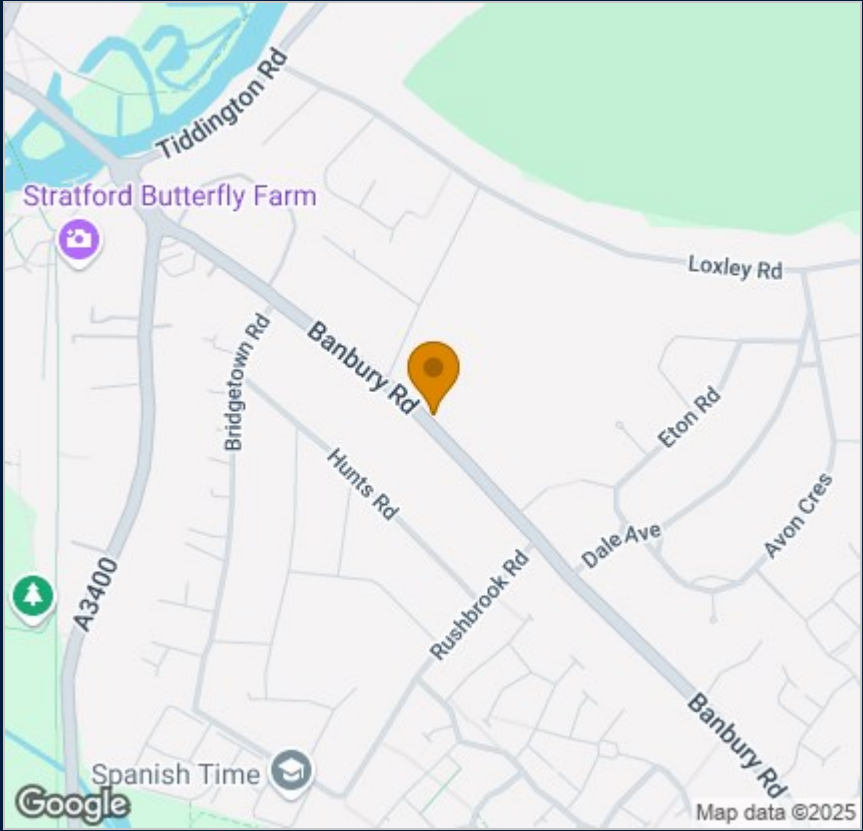 Tiddington Rd
Stratford Butterfly Farm
Loxley Rd
Bridgetown Rd
Banbury Rd
Eton Rd
Hunts Rd
Avon Cres
Dale Ave
A3400
Rushbrook Rd
Banbury Rd
Spanish Time
Google
Map data ©2025